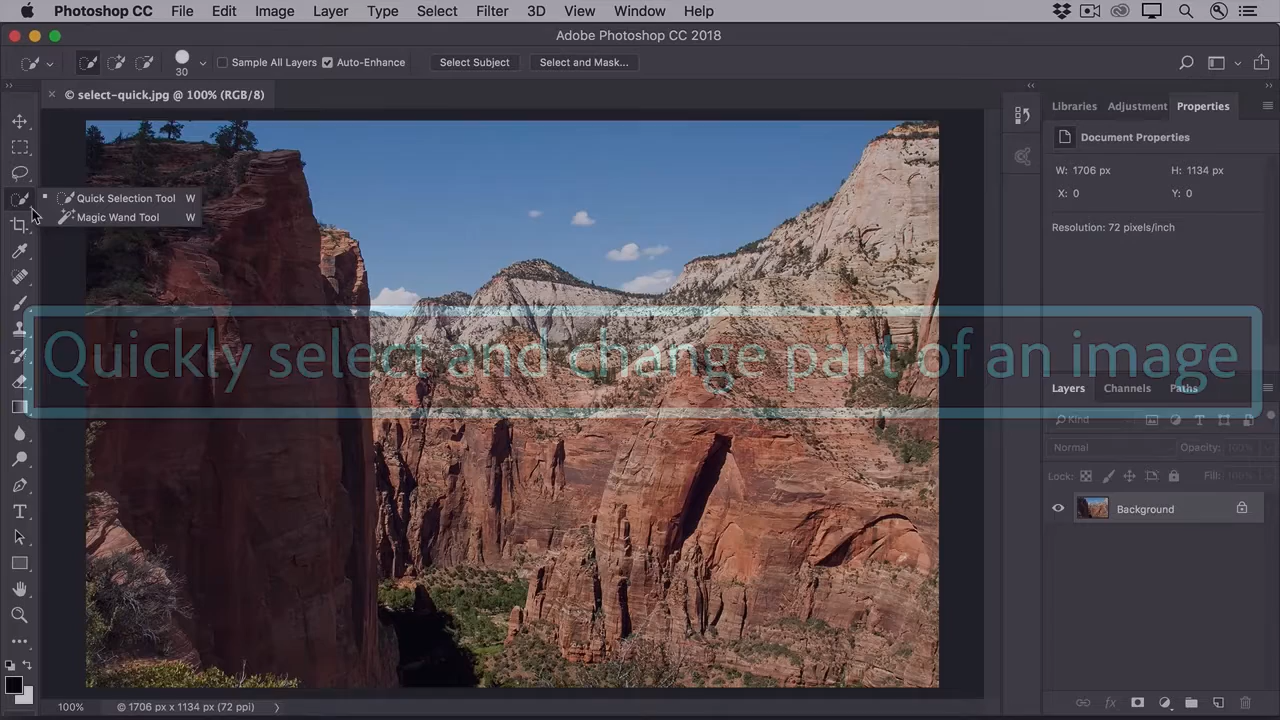 Photoshop CC File Edit Image Layer Type Select Filter 3D View Window Help
Adobe Photoshop CC 2018
30 Sample All Layers Auto-Enhance Select Subject Select and Mask...
© select-quick.jpg @ 100% (RGB/8)
Libraries Adjustment Properties
Document Properties
W: 1706 px H: 1134 px
X: 0 Y: 0
Resolution: 72 pixels/inch
Quick Selection Tool W
Magic Wand Tool W
Quickly select and change part of an image
Layers Channels Paths
Kind
Normal Opacity: 100%
Lock: Fill: 100%
Background
100% © 1706 px x 1134 px (72 ppi)